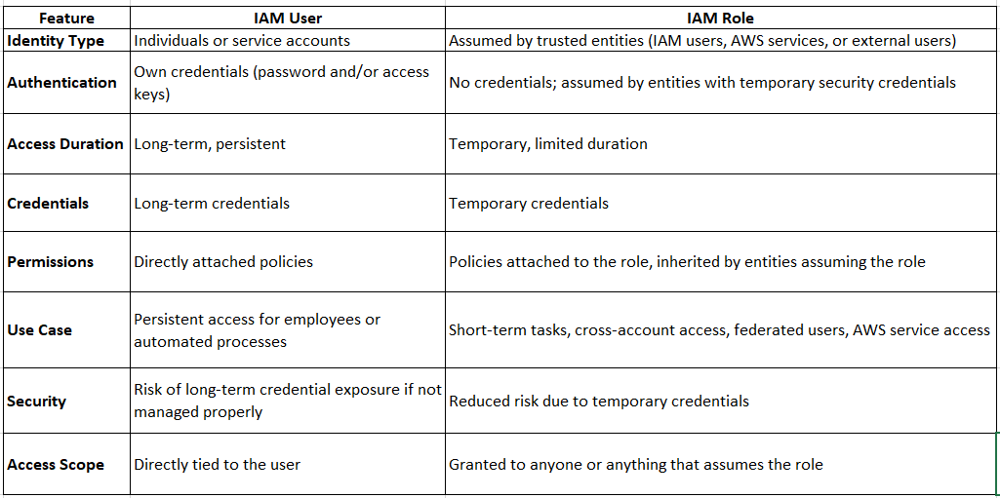 Feature IAM User IAM Role
Identity Type Individuals or service accounts Assumed by trusted entities (IAM users, AWS services, or external users)
Authentication Own credentials (password and/or access
keys) No credentials; assumed by entities with temporary security credentials
Access Duration Long-term, persistent Temporary, limited duration
Credentials Long-term credentials Temporary credentials
Permissions Directly attached policies Policies attached to the role, inherited by entities assuming the role
Use Case Persistent access for employees or
automated processes Short-term tasks, cross-account access, federated users, AWS service access
Security Risk of long-term credential exposure if not
managed properly Reduced risk due to temporary credentials
Access Scope Directly tied to the user Granted to anyone or anything that assumes the role